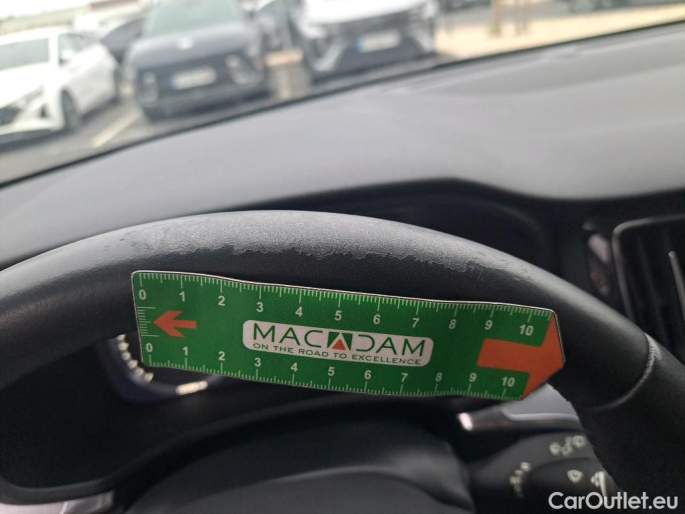 0 1 2 3 4 5 6 7 8 9 10
MACADAM
ON THE ROAD TO EXCELLENCE
0 1 2 3 4 5 6 7 8 9 10
CarOutlet.eu